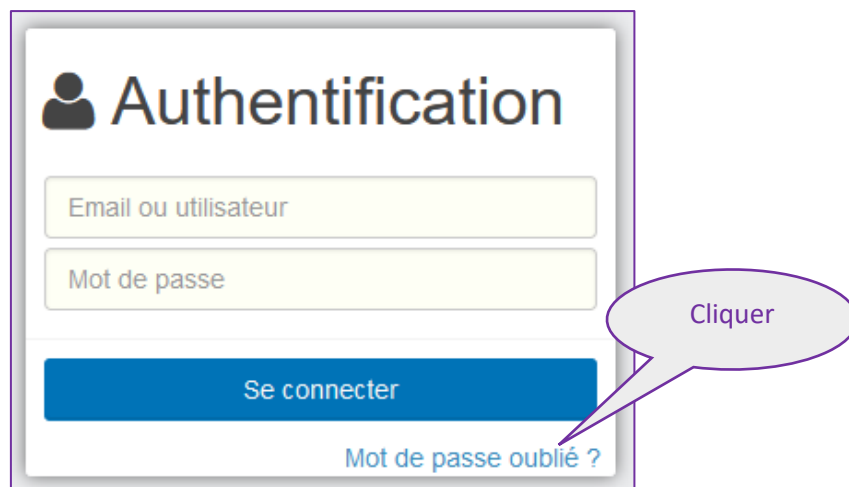 Authentification
Email ou utilisateur
Mot de passe
Cliquer
Se connecter
Mot de passe oublié ?